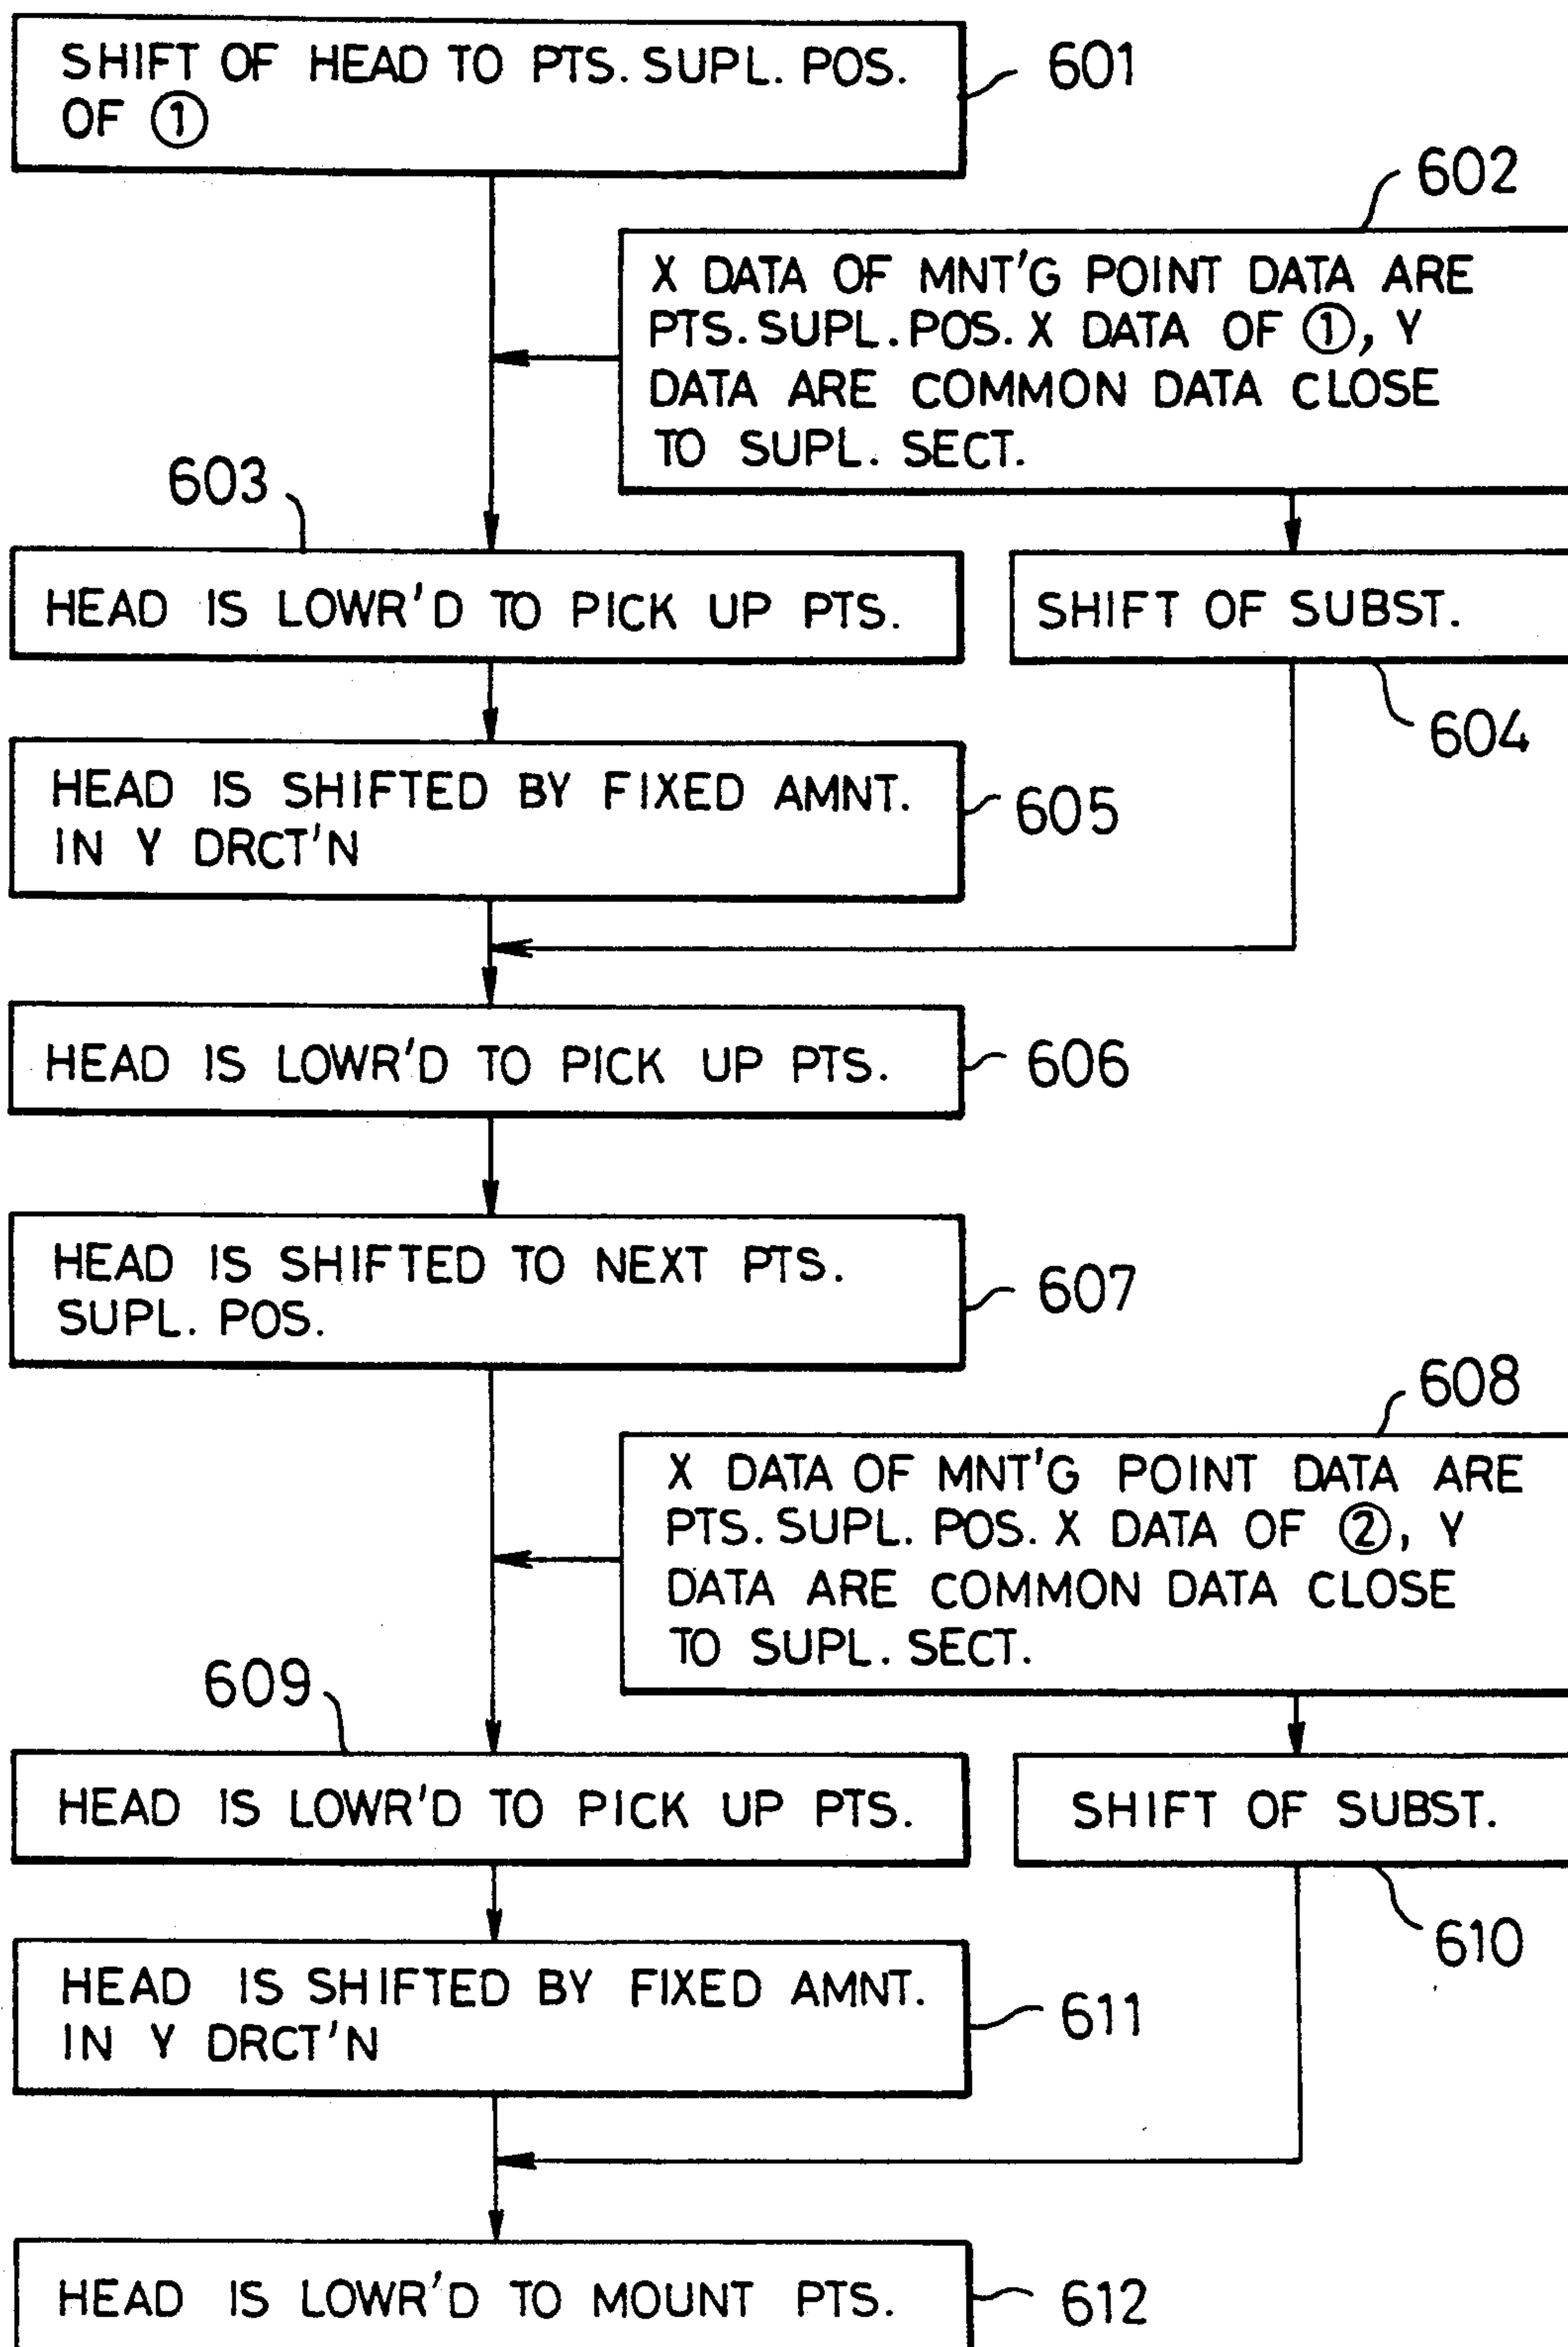 SHIFT OF HEAD TO PTS. SUPL. POS.
OF ①
601
602
X DATA OF MNT'G POINT DATA ARE
PTS. SUPL. POS. X DATA OF ①, Y
DATA ARE COMMON DATA CLOSE
TO SUPL. SECT.
603
HEAD IS LOWR'D TO PICK UP PTS.
SHIFT OF SUBST.
604
HEAD IS SHIFTED BY FIXED AMNT.
IN Y DRCT'N
605
HEAD IS LOWR'D TO PICK UP PTS.
606
HEAD IS SHIFTED TO NEXT PTS.
SUPL. POS.
607
608
X DATA OF MNT'G POINT DATA ARE
PTS. SUPL. POS. X DATA OF ②, Y
DATA ARE COMMON DATA CLOSE
TO SUPL. SECT.
609
HEAD IS LOWR'D TO PICK UP PTS.
SHIFT OF SUBST.
610
HEAD IS SHIFTED BY FIXED AMNT.
IN Y DRCT'N
611
HEAD IS LOWR'D TO MOUNT PTS.
612